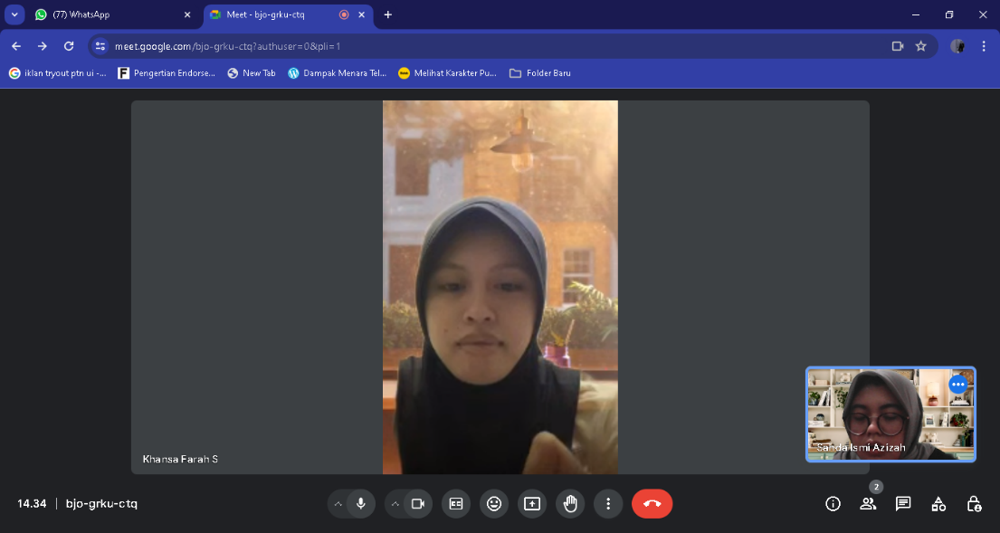 (77) WhatsApp
Meet - bjo-grku-ctq
meet.google.com/bjo-grku-ctq?authuser=0&pli=1
iklan tryout ptn ui -...
Pengertian Endorse...
New Tab
Dampak Menara Tel...
Melihat Karakter Pu...
Folder Baru
Khansa Farah S
Sanda Ismi Azizah
14.34 | bjo-grku-ctq
2